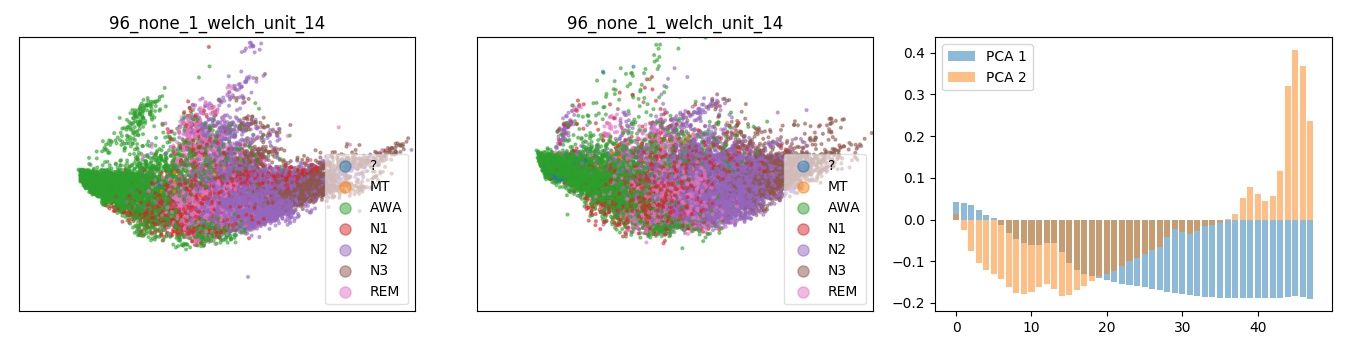 96_none_1_welch_unit_14
?
MT
AWA
N1
N2
N3
REM
96_none_1_welch_unit_14
?
MT
AWA
N1
N2
N3
REM
PCA 1
PCA 2
0.4
0.3
0.2
0.1
0.0
−0.1
−0.2
0 10 20 30 40